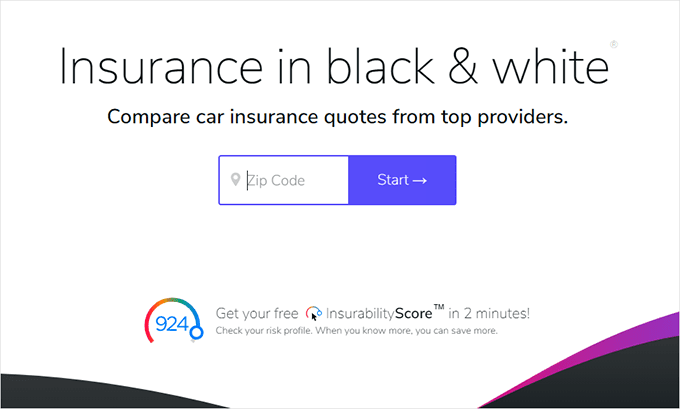 Insurance in black & white®
Compare car insurance quotes from top providers.
Zip Code
Start →
924
Get your free InsurabilityScore™ in 2 minutes!
Check your risk profile. When you know more, you can save more.